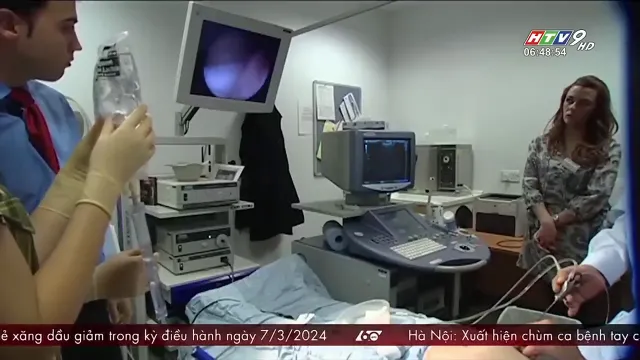 HTV9 HD
06:48:54
ẻ xăng dầu giảm trong kỳ điều hành ngày 7/3/2024 60 Hà Nội: Xuất hiện chùm ca bệnh tay c